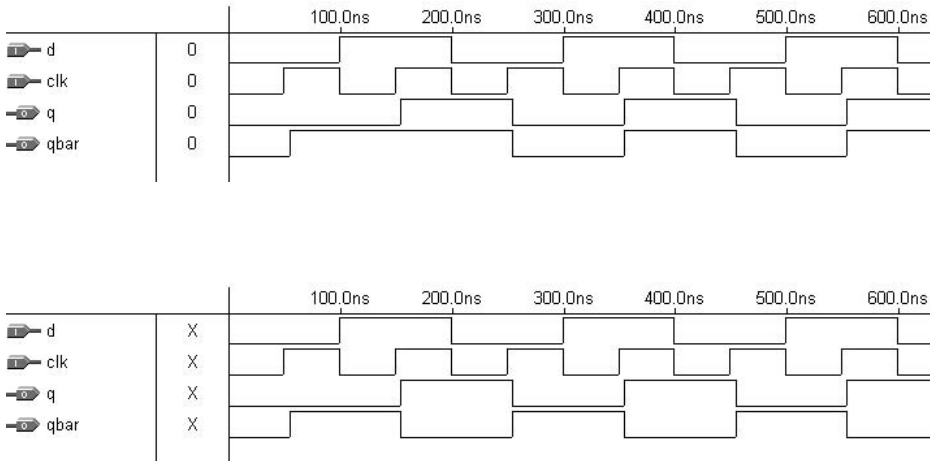 100.0ns 200.0ns 300.0ns 400.0ns 500.0ns 600.0ns
I d 0
I clk 0
O q 0
O qbar 0
100.0ns 200.0ns 300.0ns 400.0ns 500.0ns 600.0ns
I d X
I clk X
O q X
O qbar X